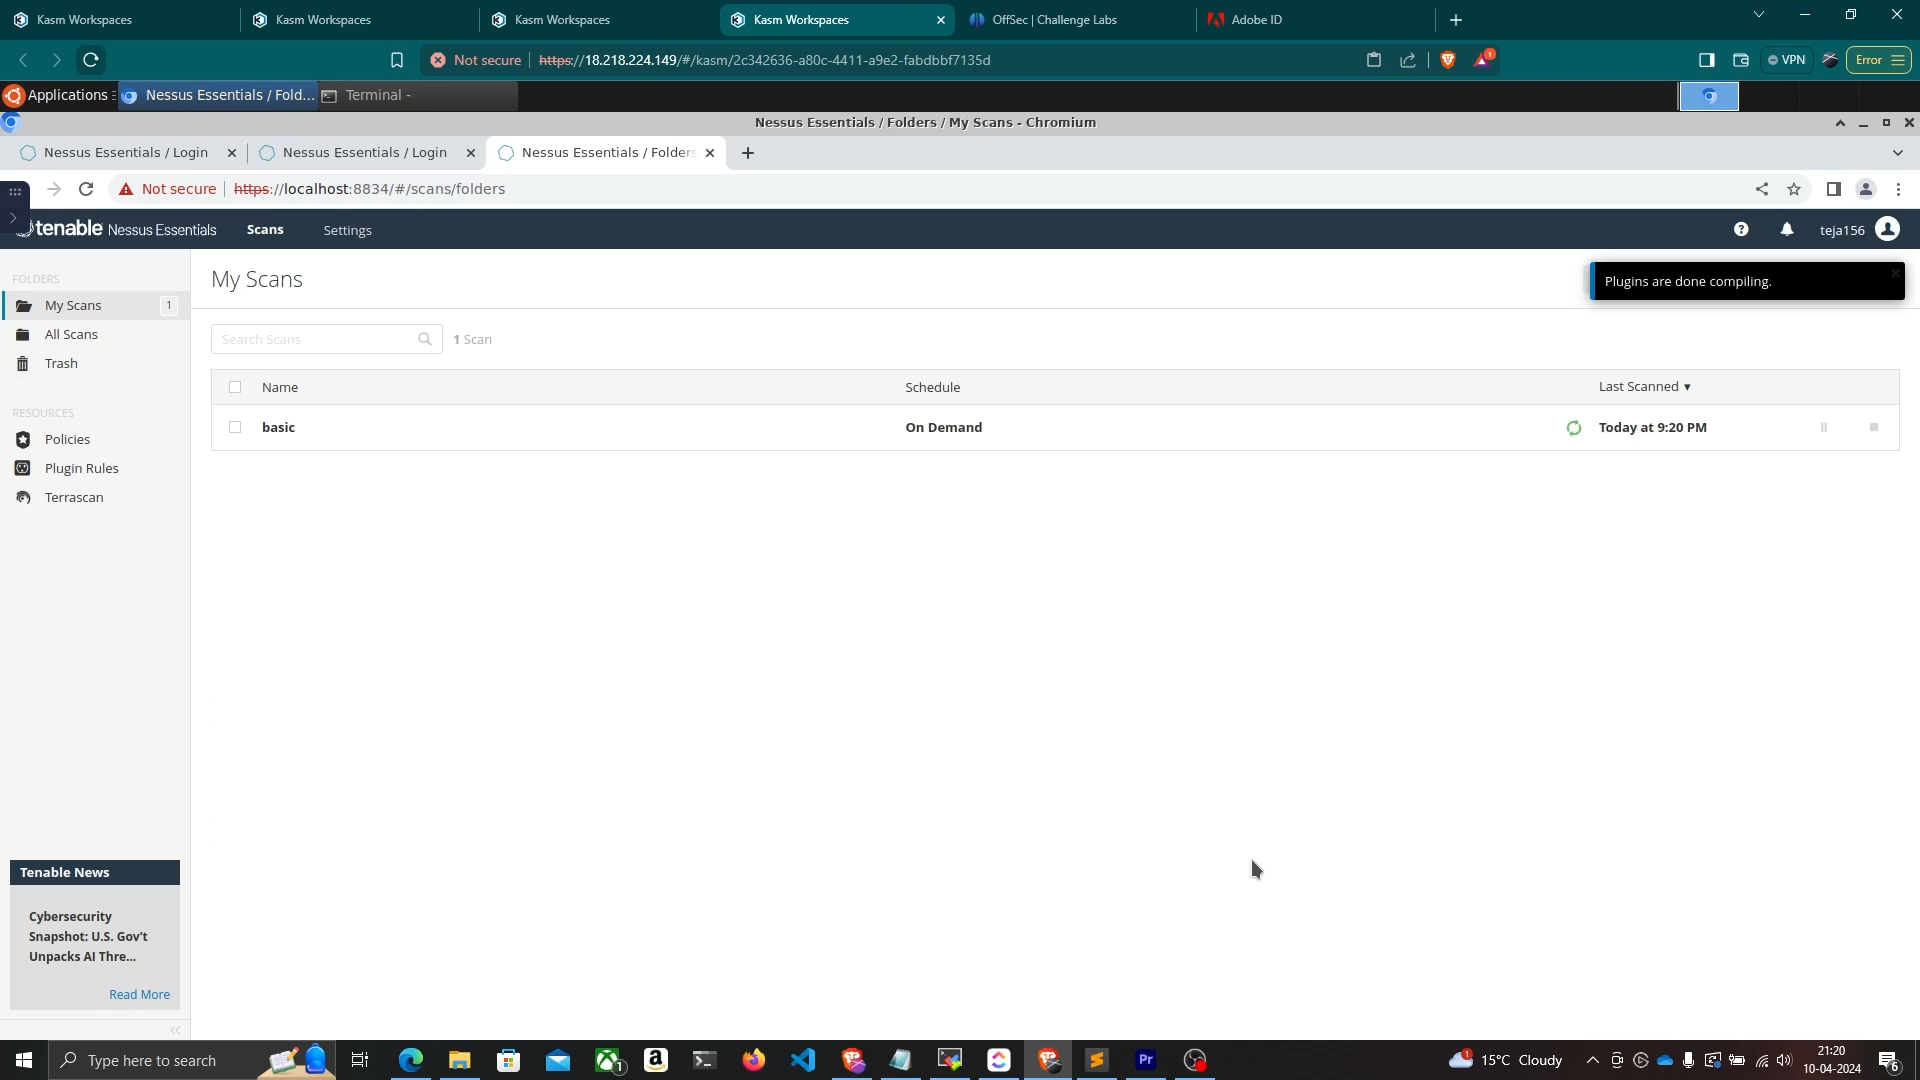 Kasm Workspaces
Kasm Workspaces
Kasm Workspaces
Kasm Workspaces
OffSec | Challenge Labs
Adobe ID
Not secure
https://18.218.224.149/#/kasm/2c342636-a80c-4411-a9e2-fabdbbf7135d
1
VPN
Error
Applications
Nessus Essentials / Fold...
Terminal -
Nessus Essentials / Folders / My Scans - Chromium
Nessus Essentials / Login
Nessus Essentials / Login
Nessus Essentials / Folders
Not secure
https://localhost:8834/#/scans/folders
tenable Nessus Essentials
Scans
Settings
teja156
FOLDERS
My Scans
1
All Scans
Trash
RESOURCES
Policies
Plugin Rules
Terrascan
My Scans
Plugins are done compiling.
Search Scans
1 Scan
Name
Schedule
Last Scanned ▼
basic
On Demand
Today at 9:20 PM
Tenable News
Cybersecurity
Snapshot: U.S. Gov't
Unpacks AI Thre...
Read More
Type here to search
1
Pr
1
15°C Cloudy
21:20
10-04-2024
6